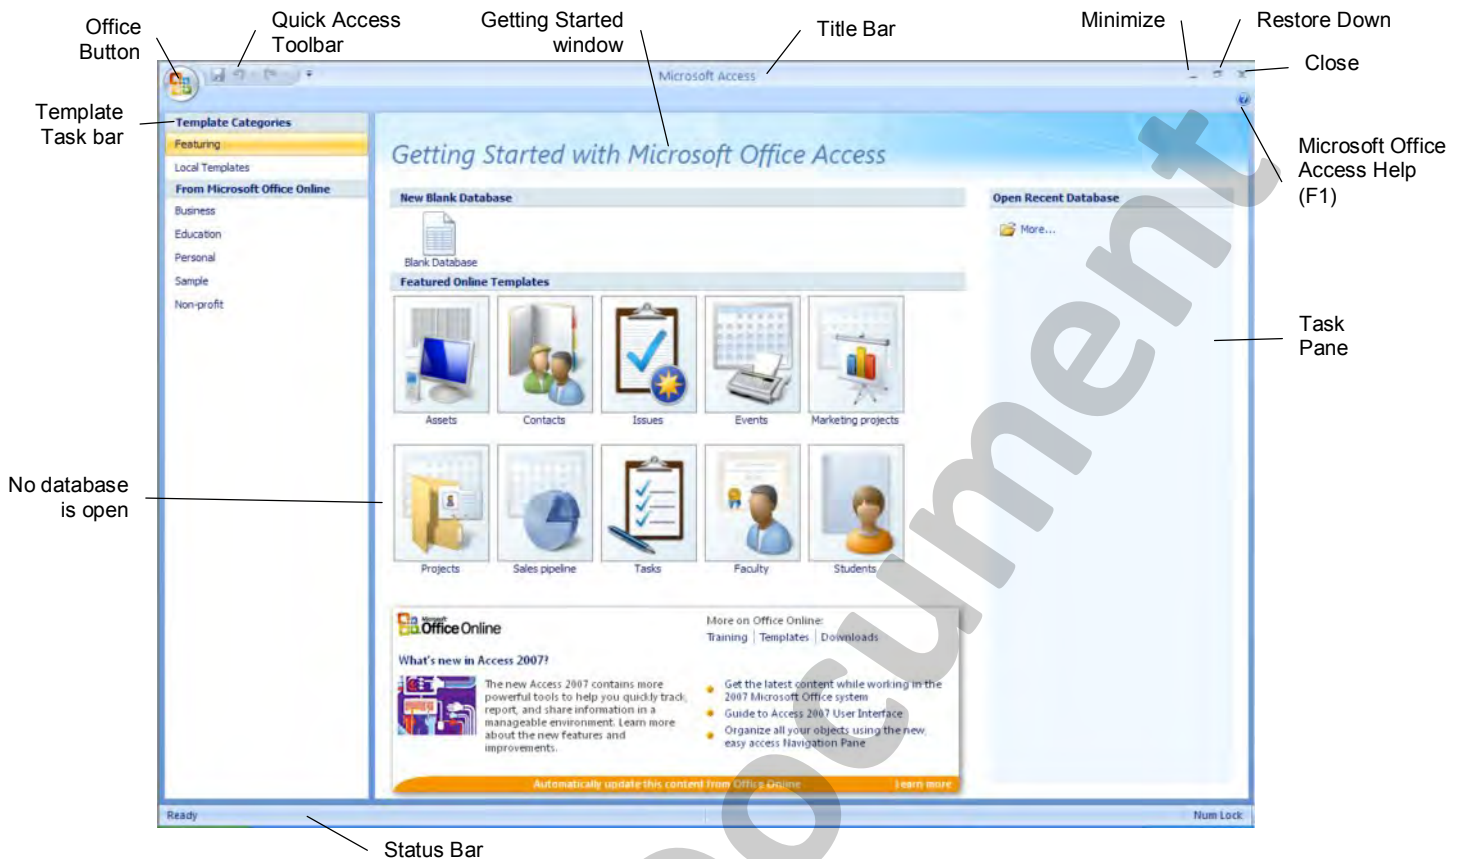 Office
Button
Quick Access
Toolbar
Getting Started
window
Title Bar
Minimize
Restore Down
Close
Microsoft Access
Template
Task bar
Microsoft Office
Access Help
(F1)
Template Categories
Featuring
Local Templates
From Microsoft Office Online
Business
Education
Personal
Sample
Non-profit
Getting Started with Microsoft Office Access
New Blank Database
Blank Database
Open Recent Database
More...
Featured Online Templates
Assets
Contacts
Issues
Events
Marketing projects
Task
Pane
No database
is open
Projects
Sales pipeline
Tasks
Faculty
Students
Microsoft
Office Online
More on Office Online:
Training | Templates | Downloads
What's new in Access 2007?
The new Access 2007 contains more
powerful tools to help you quickly track,
report, and share information in a
manageable environment. Learn more
about the new features and
improvements.
Get the latest content while working in the
2007 Microsoft Office system
Guide to Access 2007 User Interface
Organize all your objects using the new,
easy access Navigation Pane
Automatically update this content from Office Online
Learn more
Ready
Num Lock
Status Bar
ocument